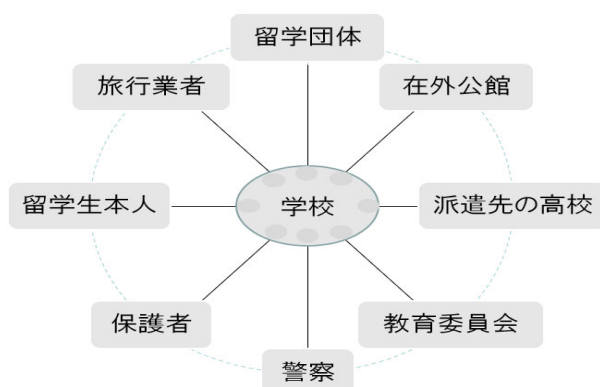 留学団体
旅行業者
在外公館
留学生本人
学校
派遣先の高校
保護者
教育委員会
警察